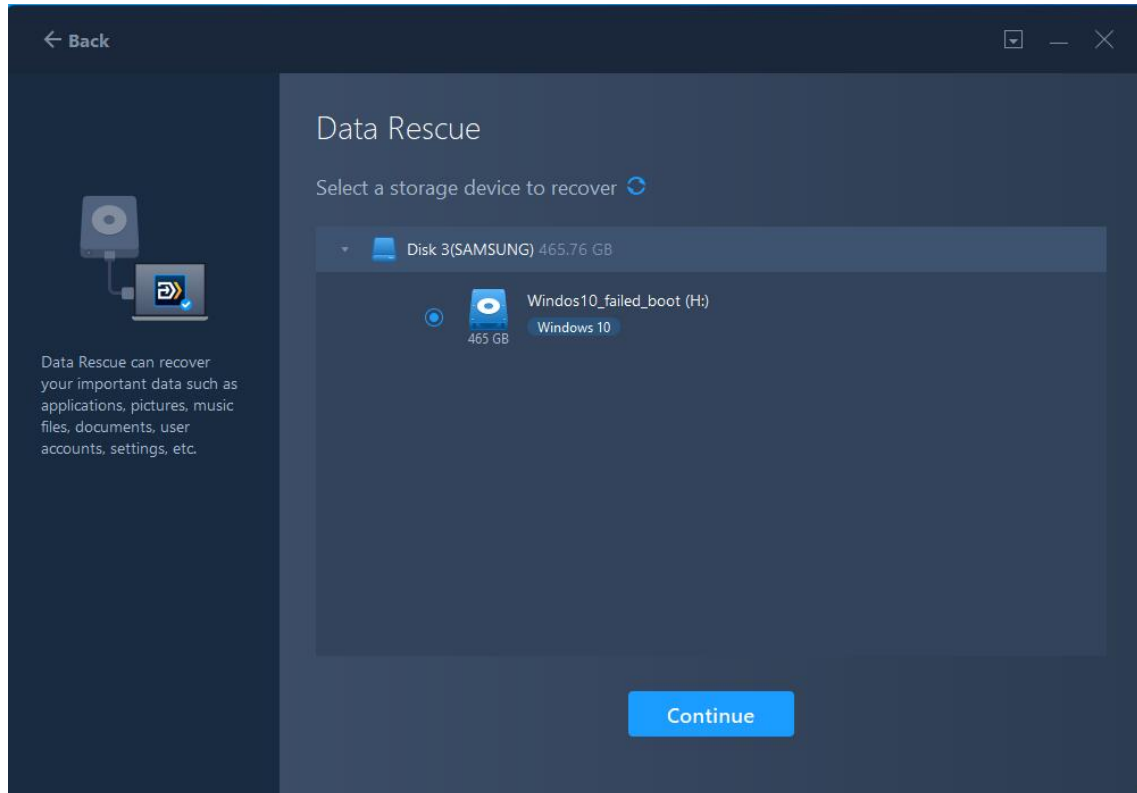 Back
Data Rescue
Select a storage device to recover
Disk 3(SAMSUNG) 465.76 GB
Windos10_failed_boot (H:)
Windows 10
465 GB
Data Rescue can recover
your important data such as
applications, pictures, music
files, documents, user
accounts, settings, etc.
Continue